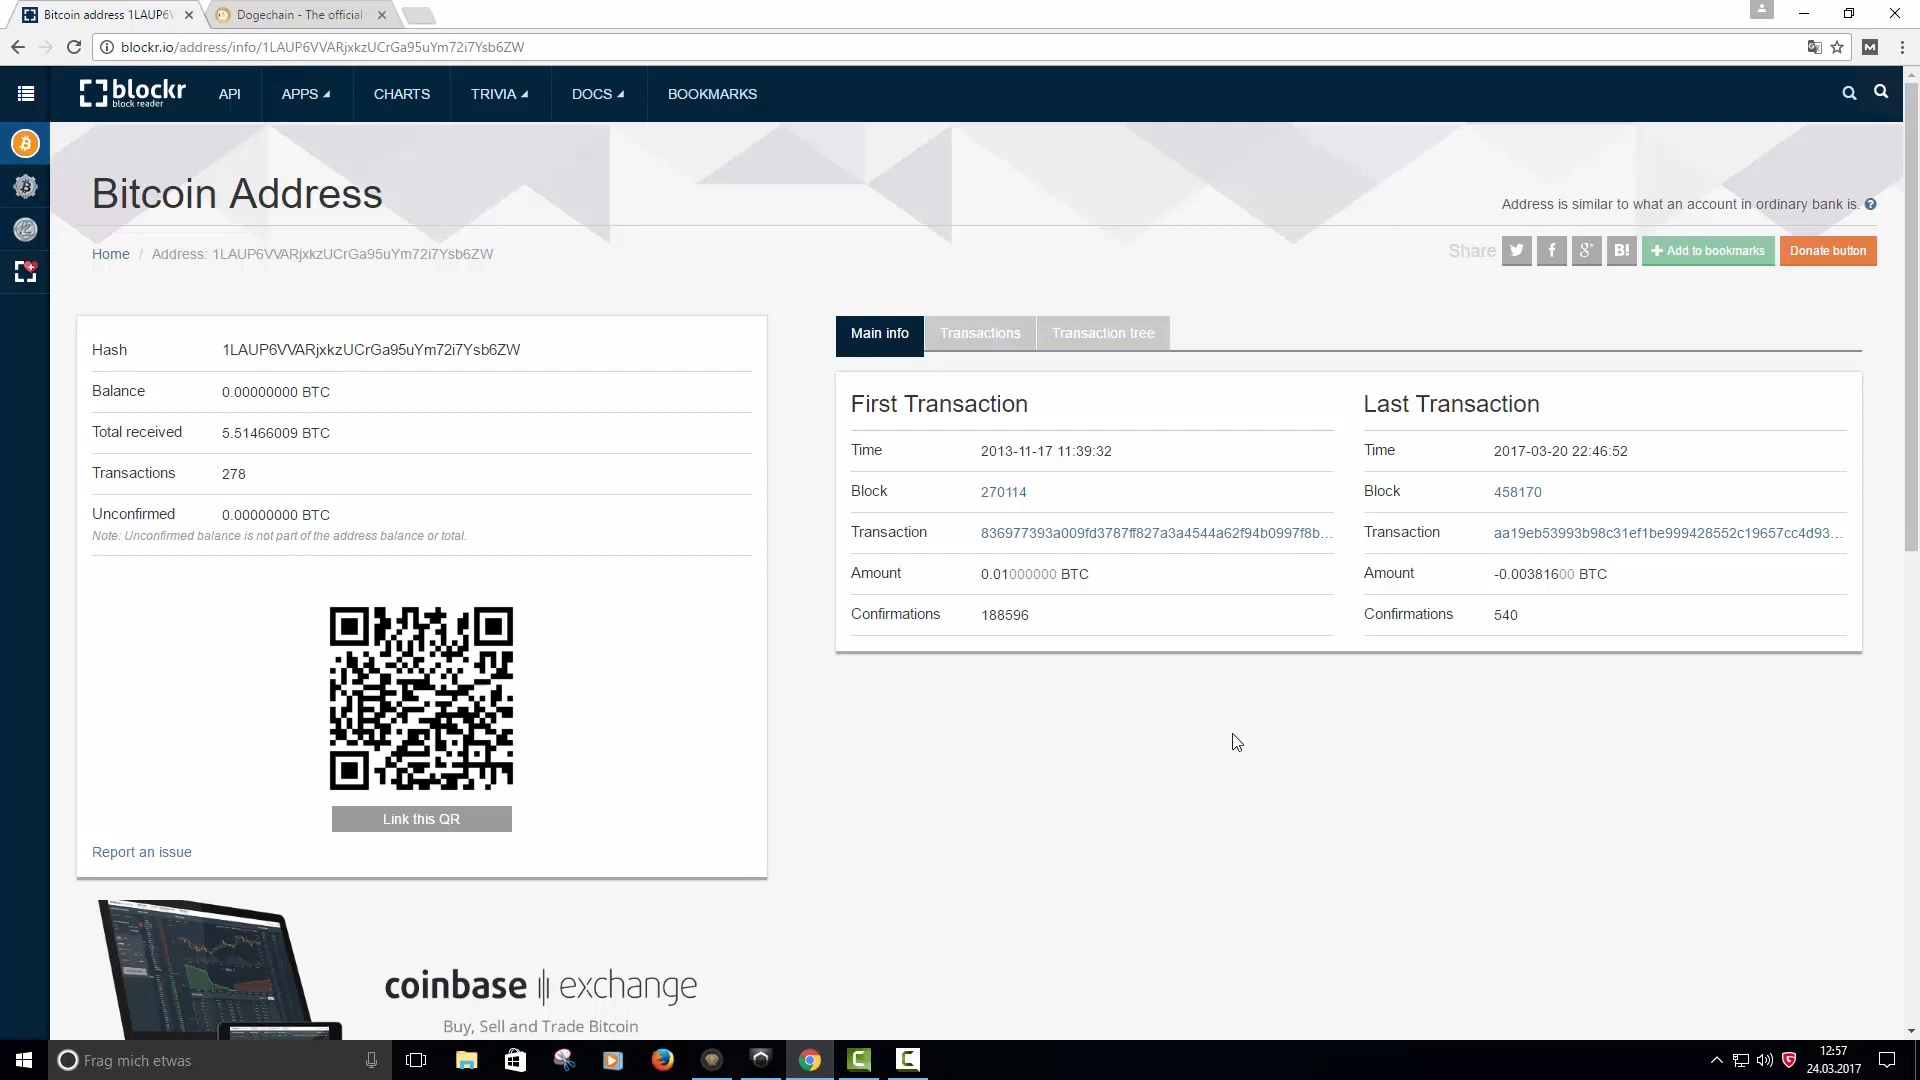 Bitcoin address 1LAUP6V
Dogechain - The official
blockr.io/address/info/1LAUP6VVARjxkzUCrGa95uYm72i7Ysb6ZW
blockr
block reader
API
APPS
CHARTS
TRIVIA
DOCS
BOOKMARKS
Bitcoin Address
Address is similar to what an account in ordinary bank is.
Home / Address: 1LAUP6VVARjxkzUCrGa95uYm72i7Ysb6ZW
Share
B!
Add to bookmarks
Donate button
Hash 1LAUP6VVARjxkzUCrGa95uYm72i7Ysb6ZW
Balance 0.00000000 BTC
Total received 5.51466009 BTC
Transactions 278
Unconfirmed 0.00000000 BTC
Note: Unconfirmed balance is not part of the address balance or total.
Link this QR
Report an issue
Main info
Transactions
Transaction tree
First Transaction
Time 2013-11-17 11:39:32
Block 270114
Transaction 836977393a009fd3787ff827a3a4544a62f94b0997f8b...
Amount 0.01000000 BTC
Confirmations 188596
Last Transaction
Time 2017-03-20 22:46:52
Block 458170
Transaction aa19eb53993b98c31ef1be999428552c19657cc4d93...
Amount -0.00381600 BTC
Confirmations 540
coinbase exchange
Buy, Sell and Trade Bitcoin
Frag mich etwas
12:57
24.03.2017